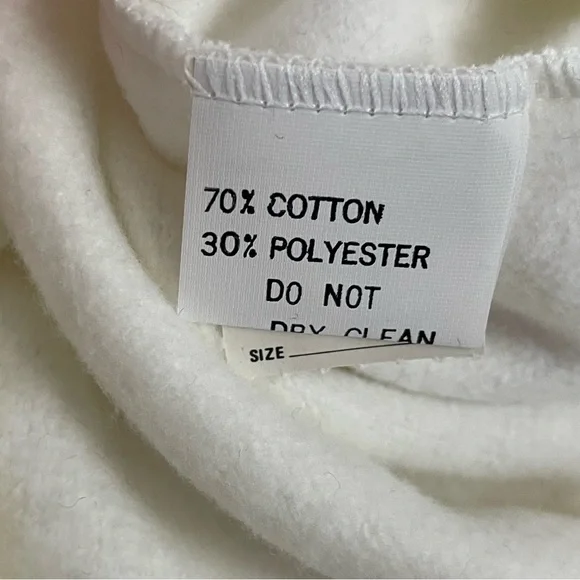 70% COTTON
30% POLYESTER
DO NOT
DRY CLEAN
SIZE